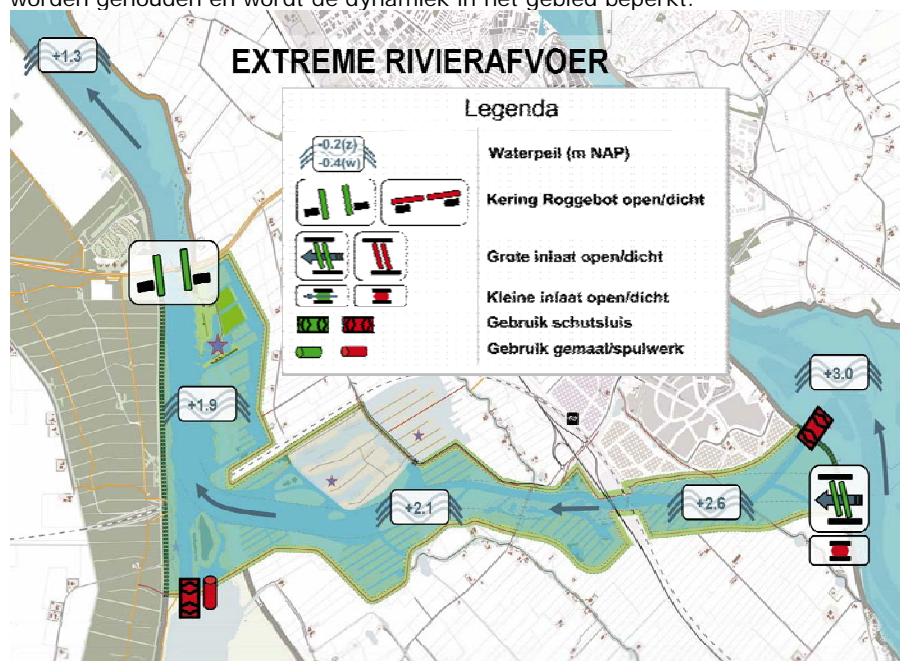 worden gehouden en wordt de dynamiek in het gebied beperkt.
+1.3
EXTREME RIVIERAFVOER
Legenda
-0.2(z)
-0.4(w)
Waterpeil (m NAP)
Kering Roggebot open/dicht
Grote inlaat open/dicht
Kleine inlaat open/dicht
Gebruik schutsluis
Gebruik gemaal/spuiwerk
+3.0
+1.9
+2.1
+2.6